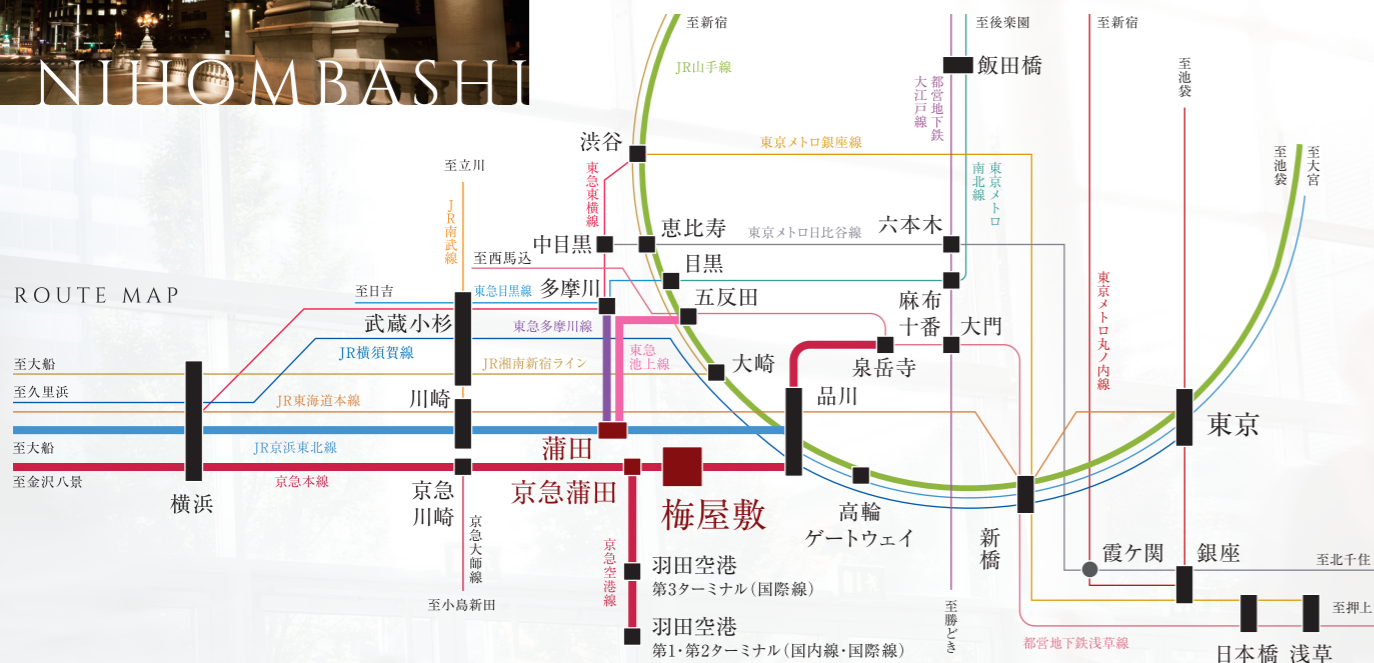 NIHOMBASHI
ROUTE MAP
至新宿
JR山手線
至後楽園
至新宿
飯田橋
都営地下鉄
大江戸線
至池袋
渋谷
東京メトロ銀座線
至立川
JR南武線
東急東横線
東京メトロ
南北線
至池袋
至大宮
中目黒
恵比寿
東京メトロ日比谷線
六本木
至西馬込
目黒
至日吉
東急目黒線
多摩川
五反田
麻布
十番
大門
東京メトロ丸ノ内線
武蔵小杉
東急多摩川線
JR横須賀線
JR湘南新宿ライン
東急
池上線
大崎
泉岳寺
至大船
至久里浜
JR東海道本線
川崎
品川
東京
至大船
JR京浜東北線
蒲田
至金沢八景
京急本線
横浜
京急
川崎
京急蒲田
梅屋敷
高輪
ゲートウェイ
新橋
京急大師線
京急空港線
羽田空港
第3ターミナル(国際線)
霞ケ関
銀座
至北千住
至小島新田
至勝どき
至押上
羽田空港
第1・第2ターミナル(国内線・国際線)
都営地下鉄浅草線
日本橋
浅草